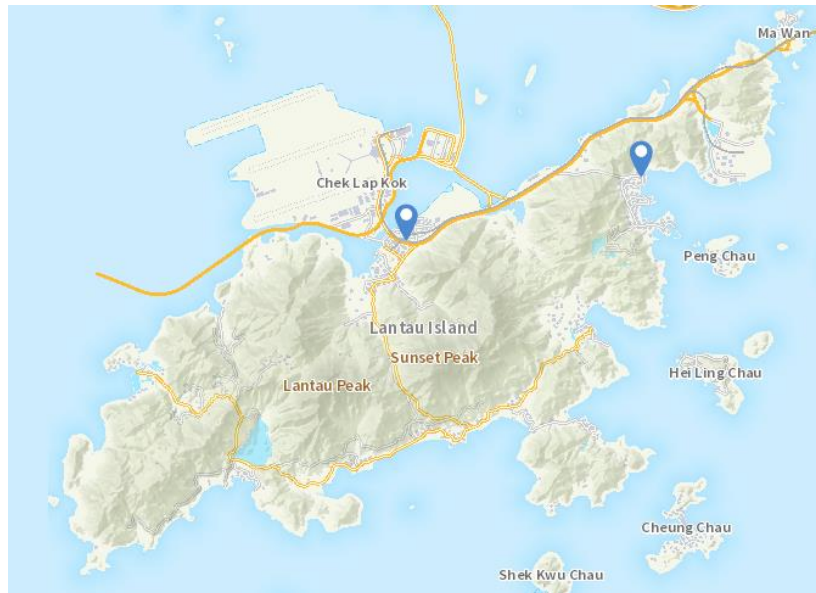 Ma Wan
Chek Lap Kok
Peng Chau
Lantau Island
Sunset Peak
Lantau Peak
Hei Ling Chau
Cheung Chau
Shek Kwu Chau